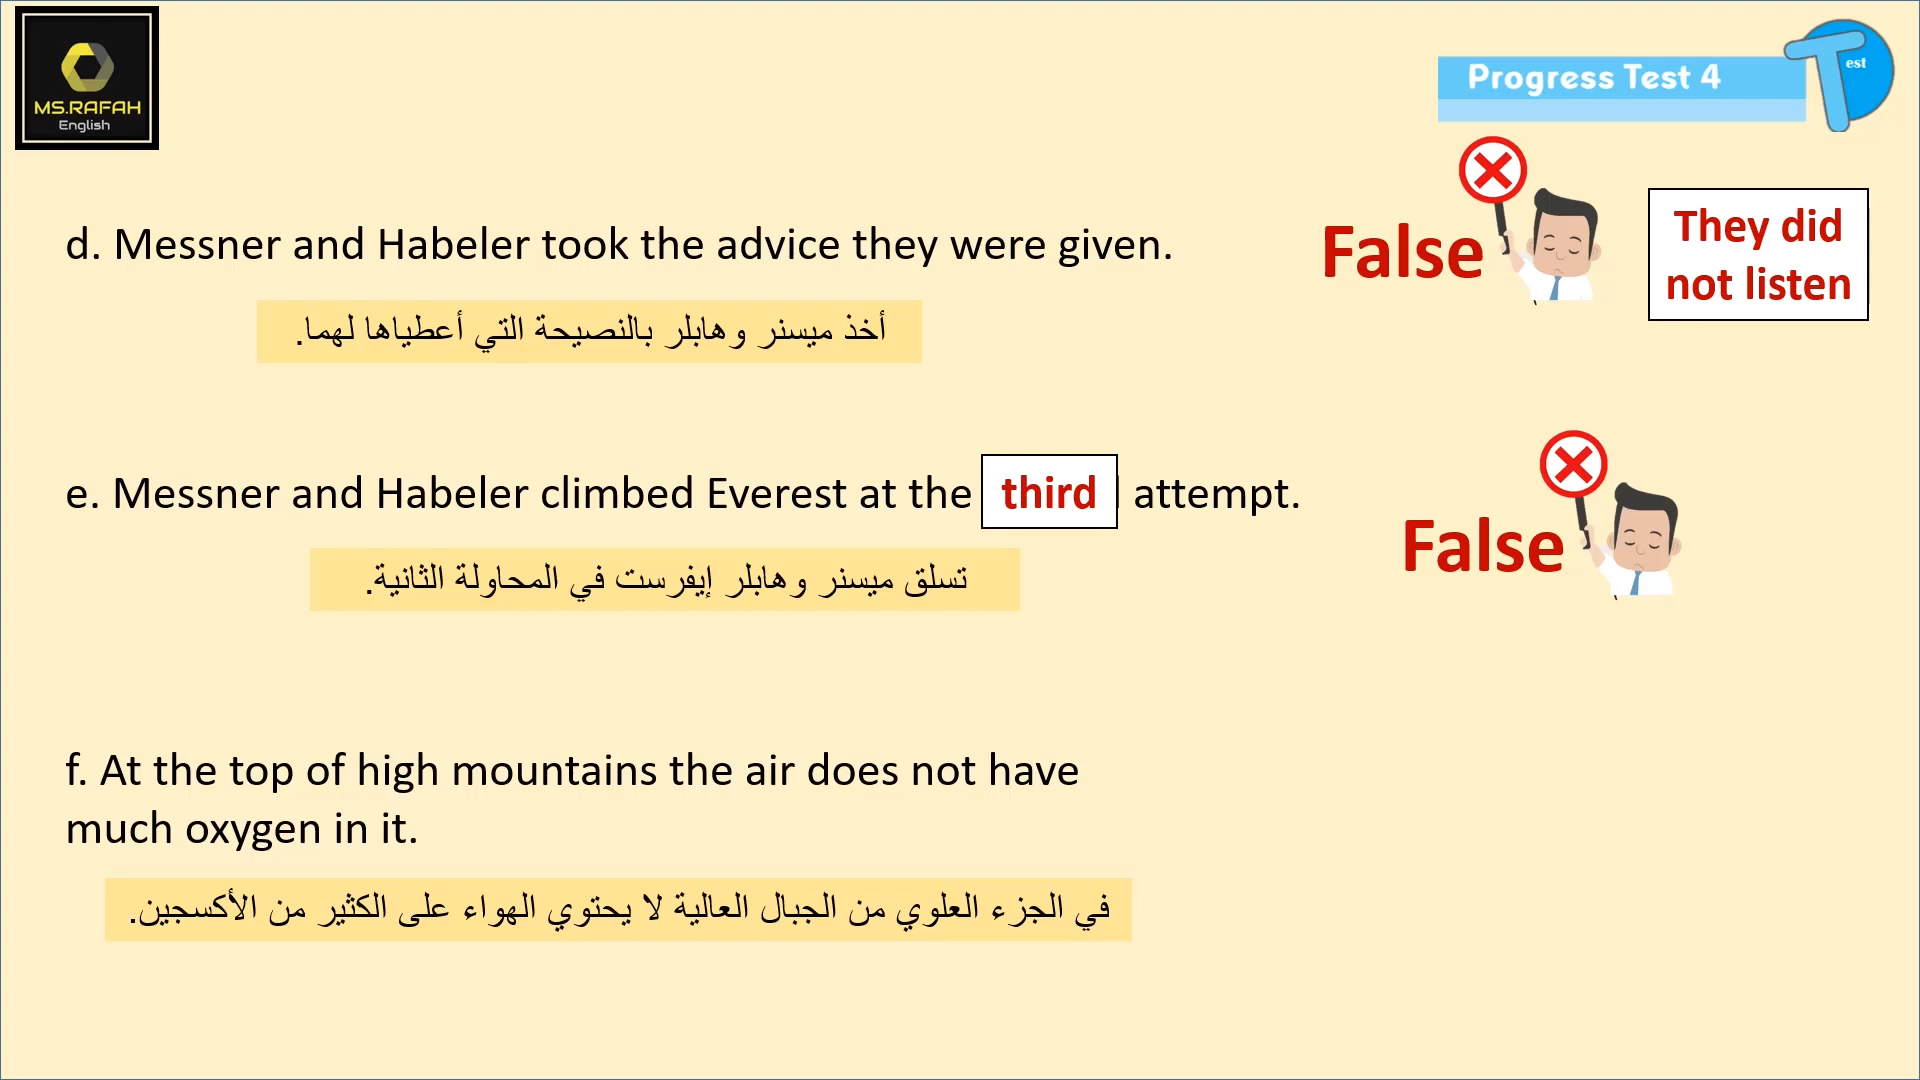 MS.RAFAH
English
Progress Test 4
Test
d. Messner and Habeler took the advice they were given.
False
They did
not listen
أخذ ميسنر وهابلر بالنصيحة التي أعطياها لهما.
e. Messner and Habeler climbed Everest at the third attempt.
False
تسلق ميسنر وهابلر إيفرست في المحاولة الثانية.
f. At the top of high mountains the air does not have
much oxygen in it.
في الجزء العلوي من الجبال العالية لا يحتوي الهواء على الكثير من الأكسجين.